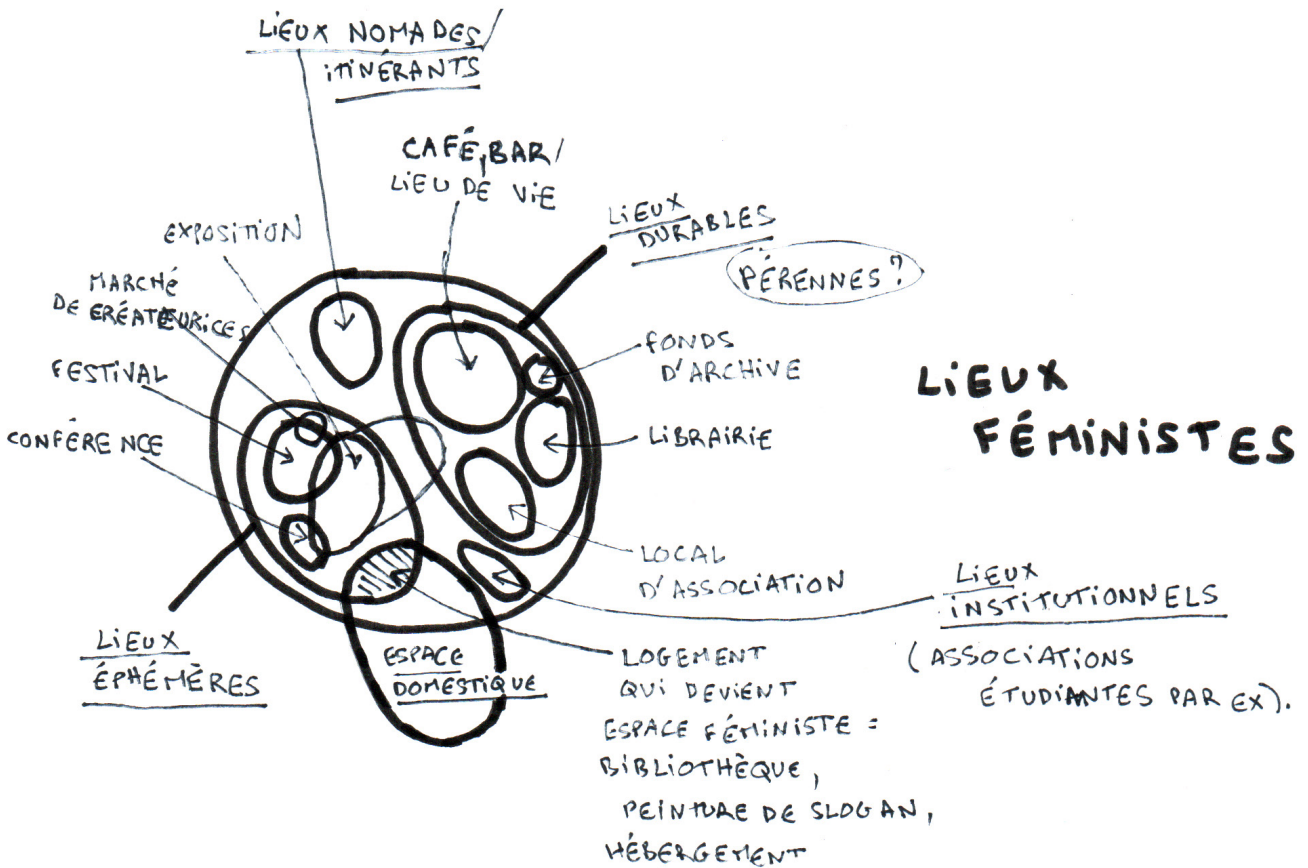 LIEUX NOMADES/
ITINÉRANTS
CAFÉ, BAR/
LIEU DE VIE
LIEUX
DURABLES
PÉRENNES?
EXPOSITION
MARCHÉ
DE CRÉATEURICES
FESTIVAL
CONFÉRENCE
FONDS
D'ARCHIVE
LIBRAIRIE
LIEUX
FÉMINISTES
LOCAL
D'ASSOCIATION
LIEUX
INSTITUTIONNELS
(ASSOCIATIONS
ÉTUDIANTES PAR EX).
LIEUX
ÉPHÉMÈRES
ESPACE
DOMESTIQUE
LOGEMENT
QUI DEVIENT
ESPACE FÉMINISTE =
BIBLIOTHÈQUE,
PEINTURE DE SLOGAN,
HÉBERGEMENT